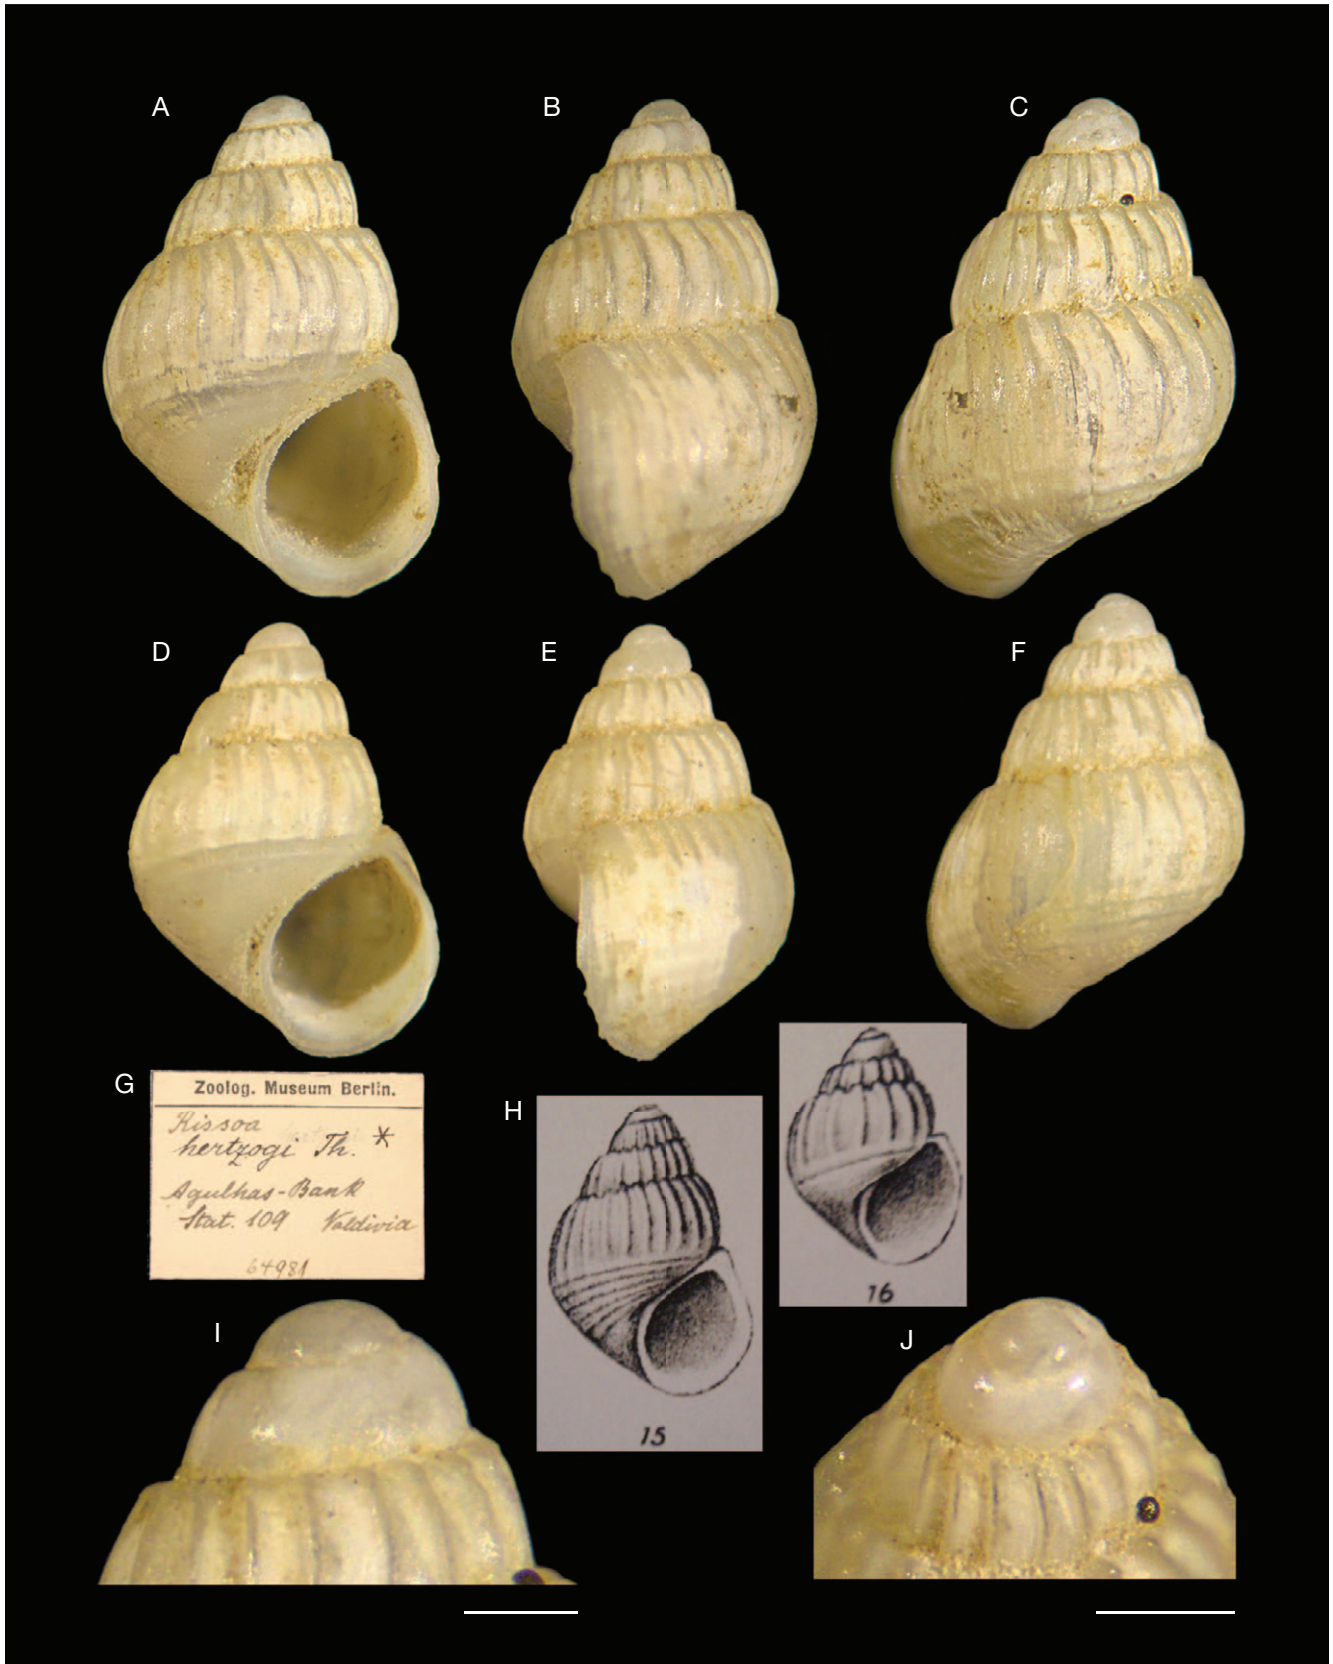 A
B
C
D
E
F
G
Zoolog. Museum Berlin.
Rissoa
hertzogi Th. *
Agulhas-Bank
Stat. 109 Valdivia
64981
H
15
16
I
J